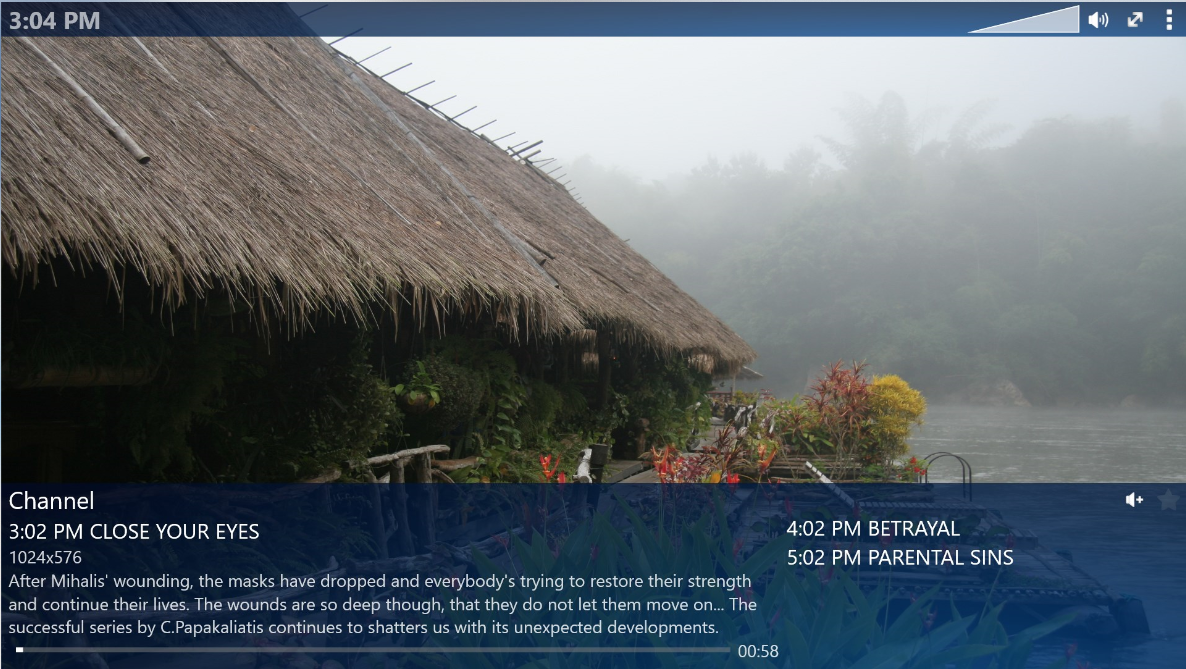 3:04 PM
Channel
3:02 PM CLOSE YOUR EYES
1024x576
After Mihalis' wounding, the masks have dropped and everybody's trying to restore their strength
and continue their lives. The wounds are so deep though, that they do not let them move on... The
successful series by C.Papakaliatis continues to shatters us with its unexpected developments.
00:58
4:02 PM BETRAYAL
5:02 PM PARENTAL SINS